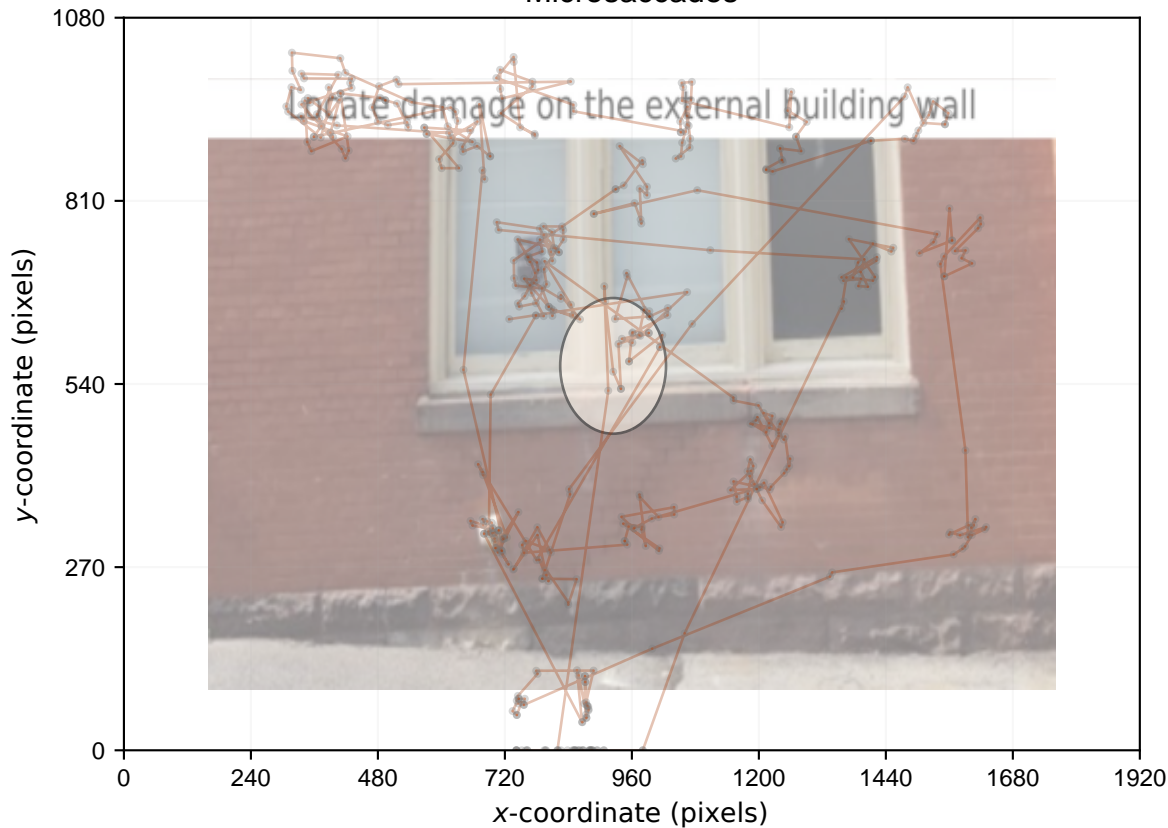 Microsaccades
1080
Locate damage on the external building wall
810
540
270
0
0 240 480 720 960 1200 1440 1680 1920
x-coordinate (pixels)
y-coordinate (pixels)